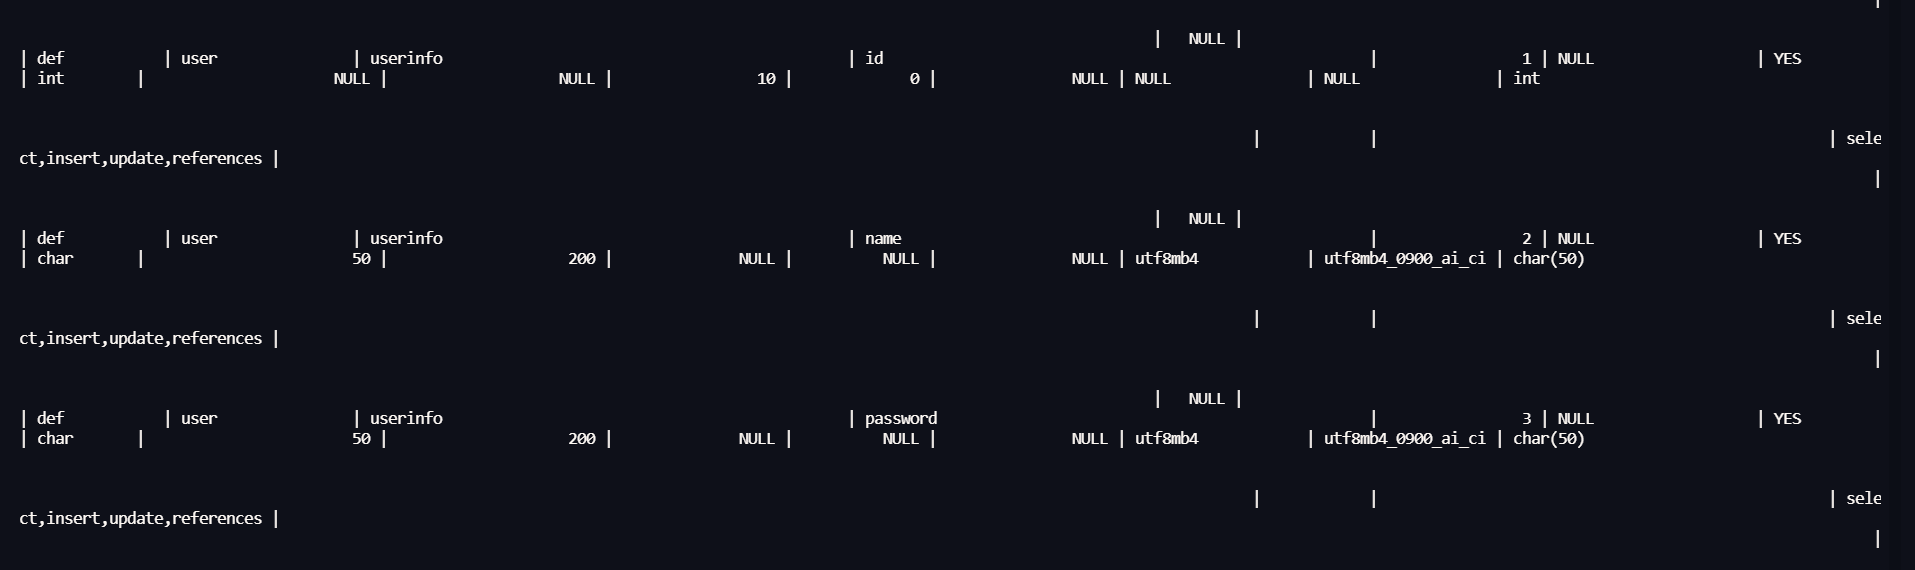 |
| NULL |
| def | user | userinfo | id | 1 | NULL | YES
| int | NULL | NULL | 10 | 0 | NULL | NULL | NULL | int
| | | sele
ct,insert,update,references |
|
| NULL |
| def | user | userinfo | name | 2 | NULL | YES
| char | 50 | 200 | NULL | NULL | NULL | utf8mb4 | utf8mb4_0900_ai_ci | char(50)
| | | sele
ct,insert,update,references |
|
| NULL |
| def | user | userinfo | password | 3 | NULL | YES
| char | 50 | 200 | NULL | NULL | NULL | utf8mb4 | utf8mb4_0900_ai_ci | char(50)
| | | sele
ct,insert,update,references |
|